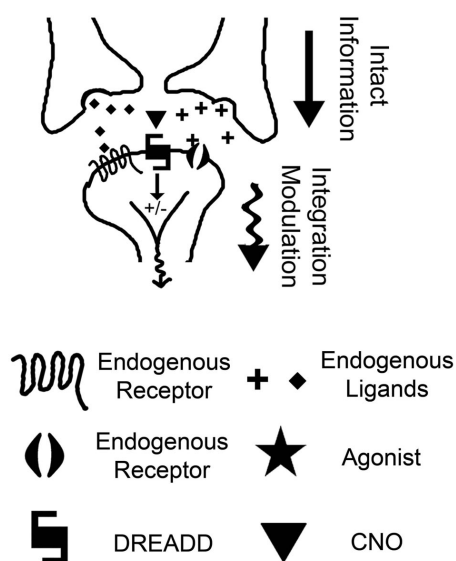 Intact
Information
+/-
Integration
Modulation
Endogenous
Receptor
Endogenous
Ligands
Endogenous
Receptor
Agonist
DREADD
CNO